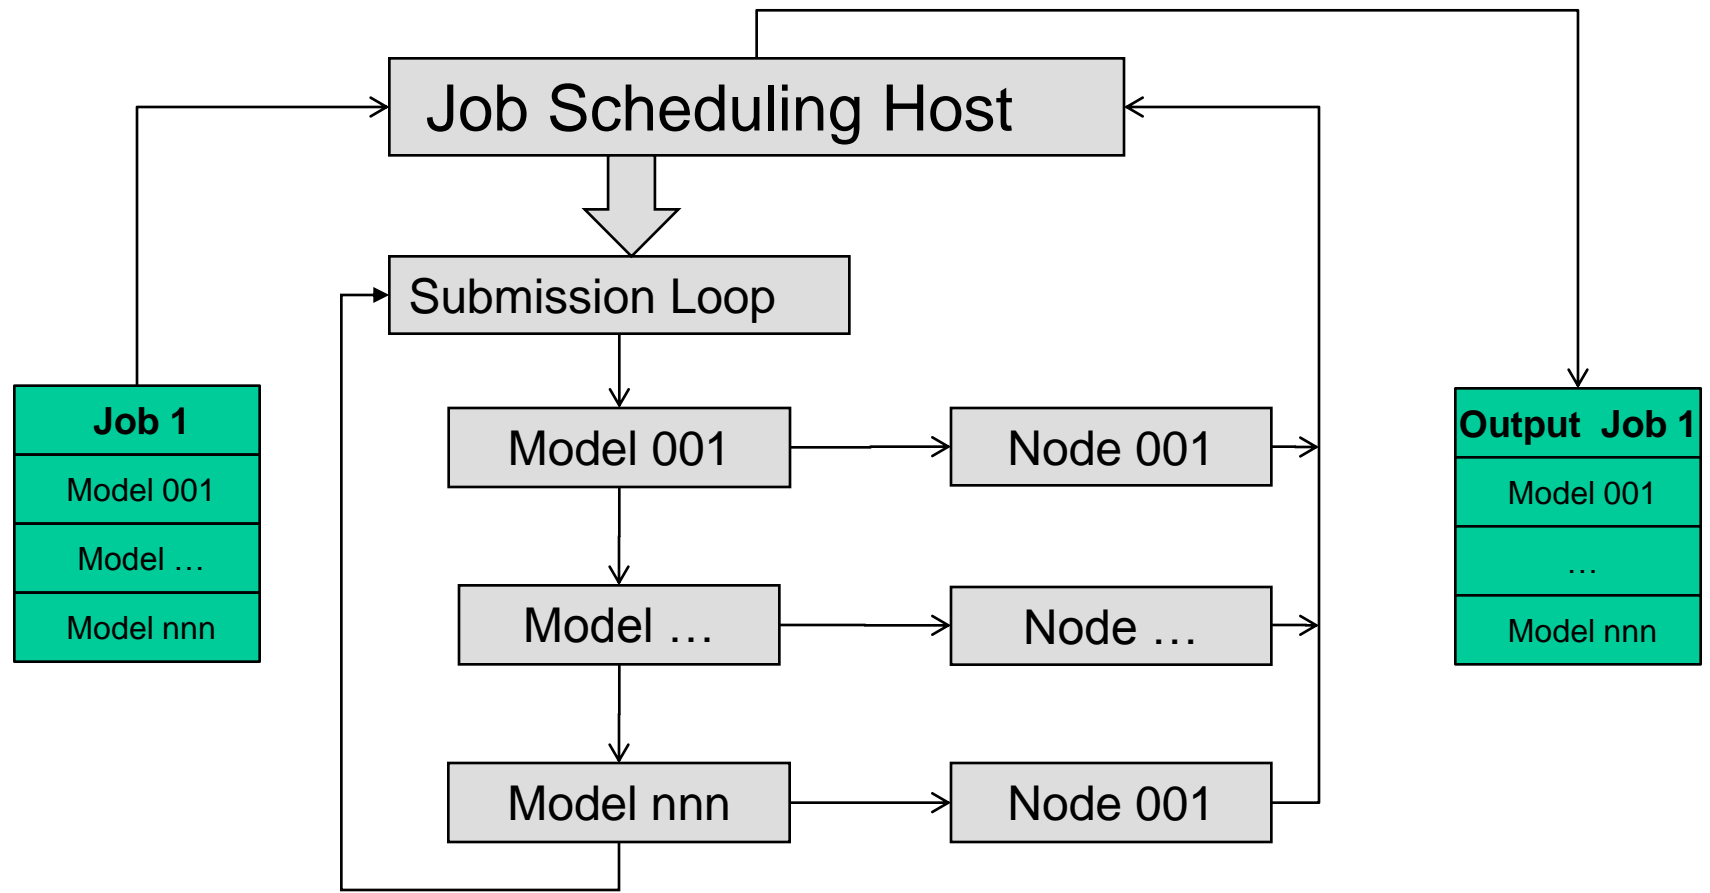 Job Scheduling Host
Submission Loop
Job 1
Model 001
Model …
Model nnn
Model 001
Node 001
Model …
Node …
Model nnn
Node 001
Output Job 1
Model 001
…
Model nnn